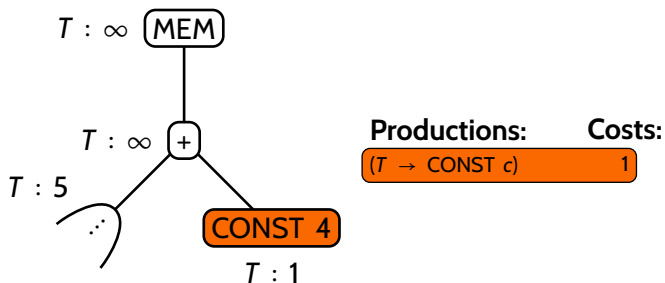 T : ∞ MEM
T : ∞ +
Productions: Costs:
(T → CONST c) 1
T : 5
⋰
CONST 4
T : 1